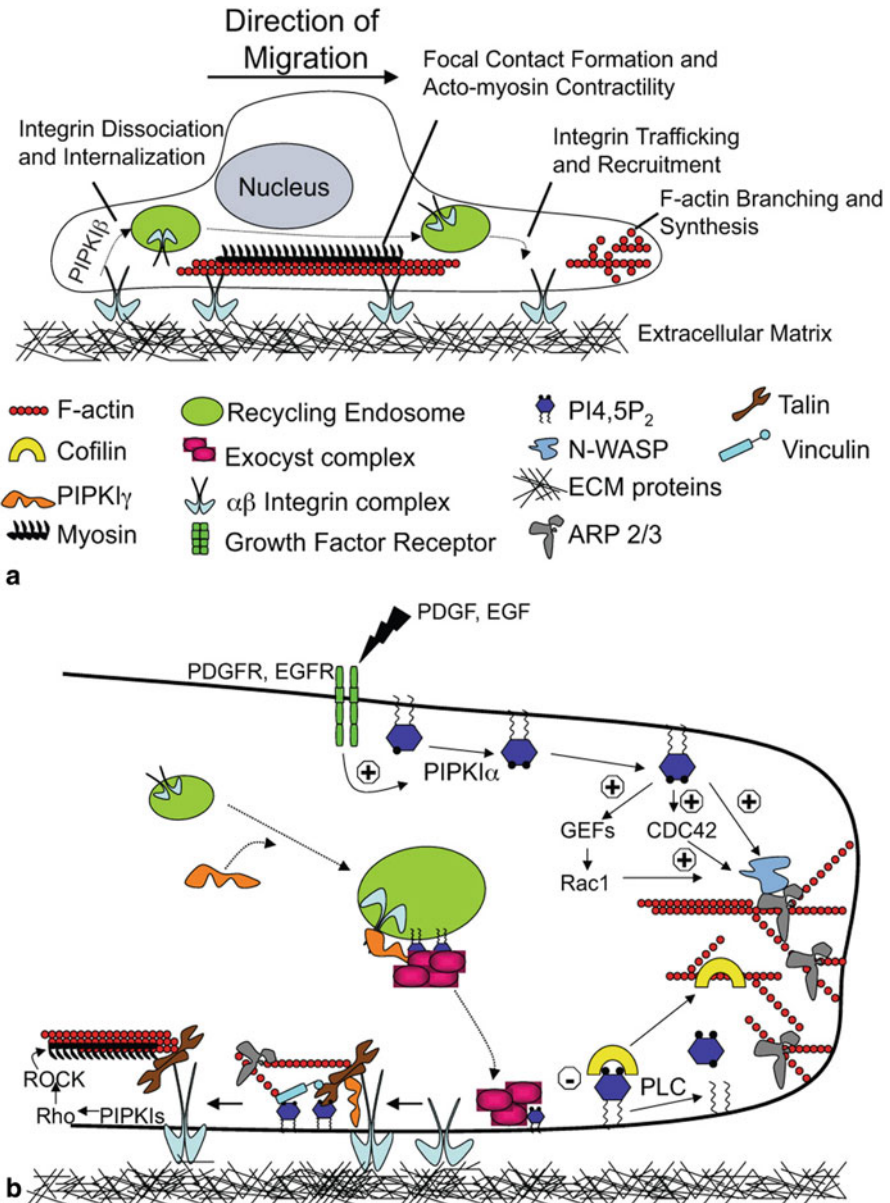 Direction of
Migration
Focal Contact Formation and
Acto-myosin Contractility
Integrin Dissociation
and Internalization
Integrin Trafficking
and Recruitment
Nucleus
F-actin Branching and
Synthesis
PIPKIβ
Extracellular Matrix
F-actin
Recycling Endosome
PI4,5P₂
Talin
Cofilin
Exocyst complex
N-WASP
Vinculin
PIPKIγ
αβ Integrin complex
ECM proteins
Myosin
Growth Factor Receptor
ARP 2/3
a
PDGF, EGF
PDGFR, EGFR
+
PIPKIα
+
+
+
GEFs
CDC42
+
Rac1
-
PLC
ROCK
Rho
PIPKIs
b